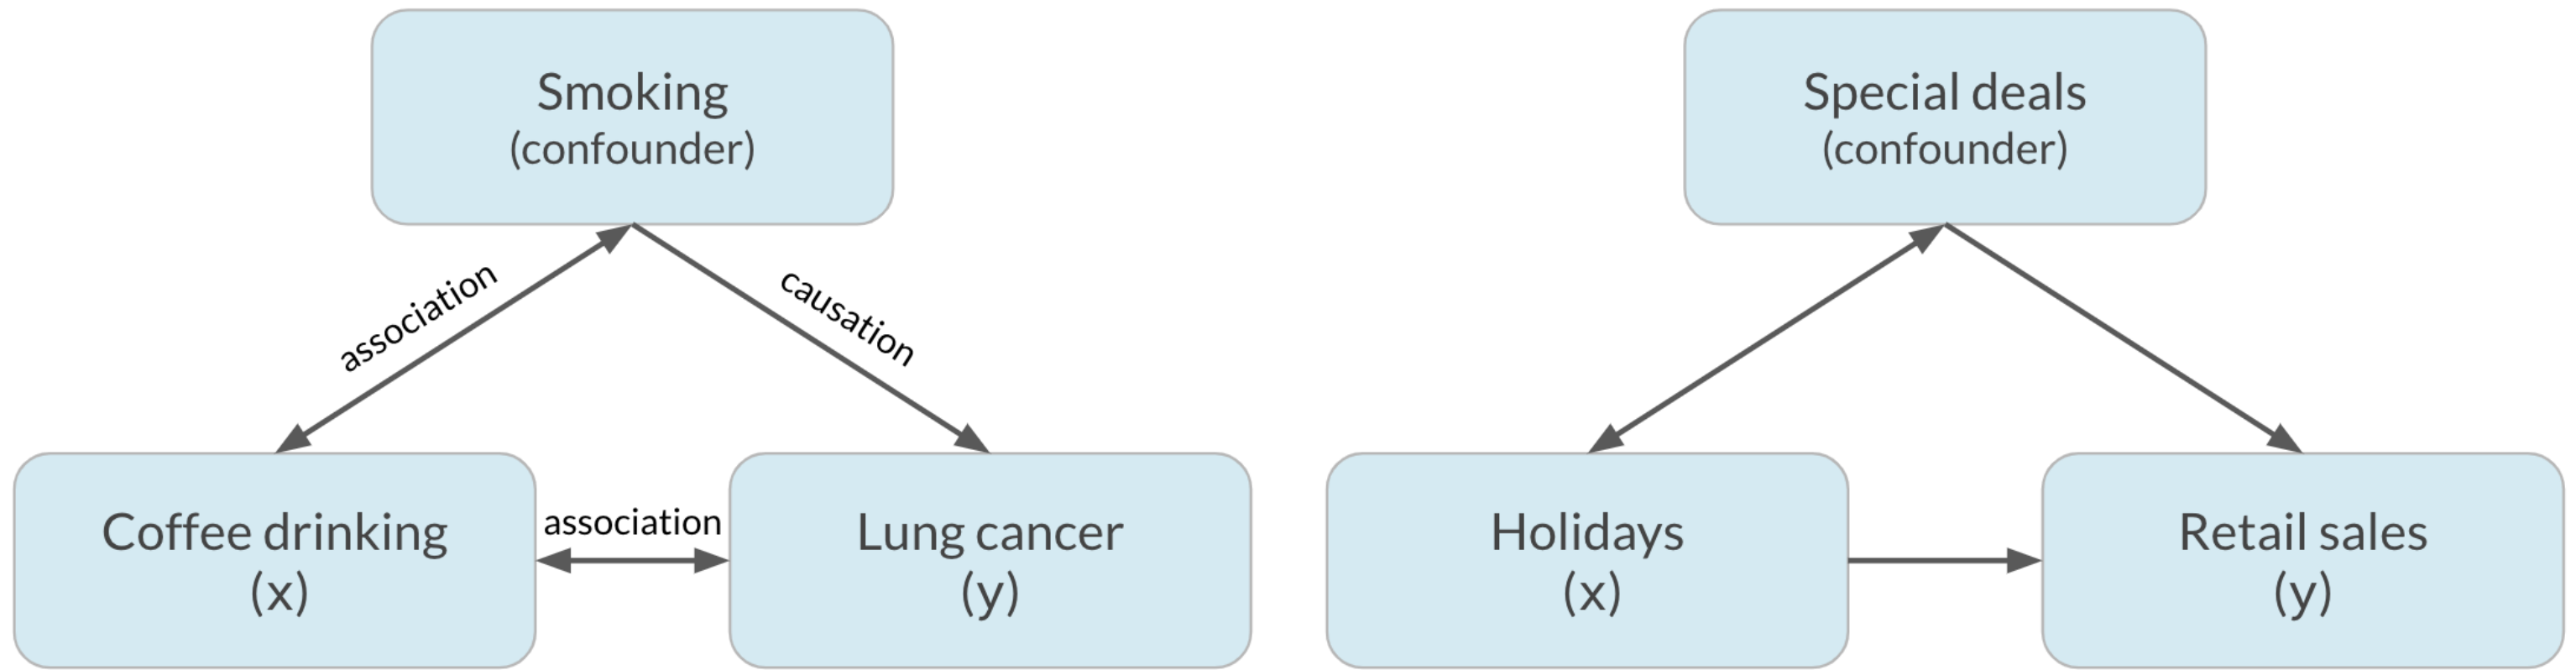 Smoking
(confounder)
association
causation
Coffee drinking
(x)
association
Lung cancer
(y)
Special deals
(confounder)
Holidays
(x)
Retail sales
(y)